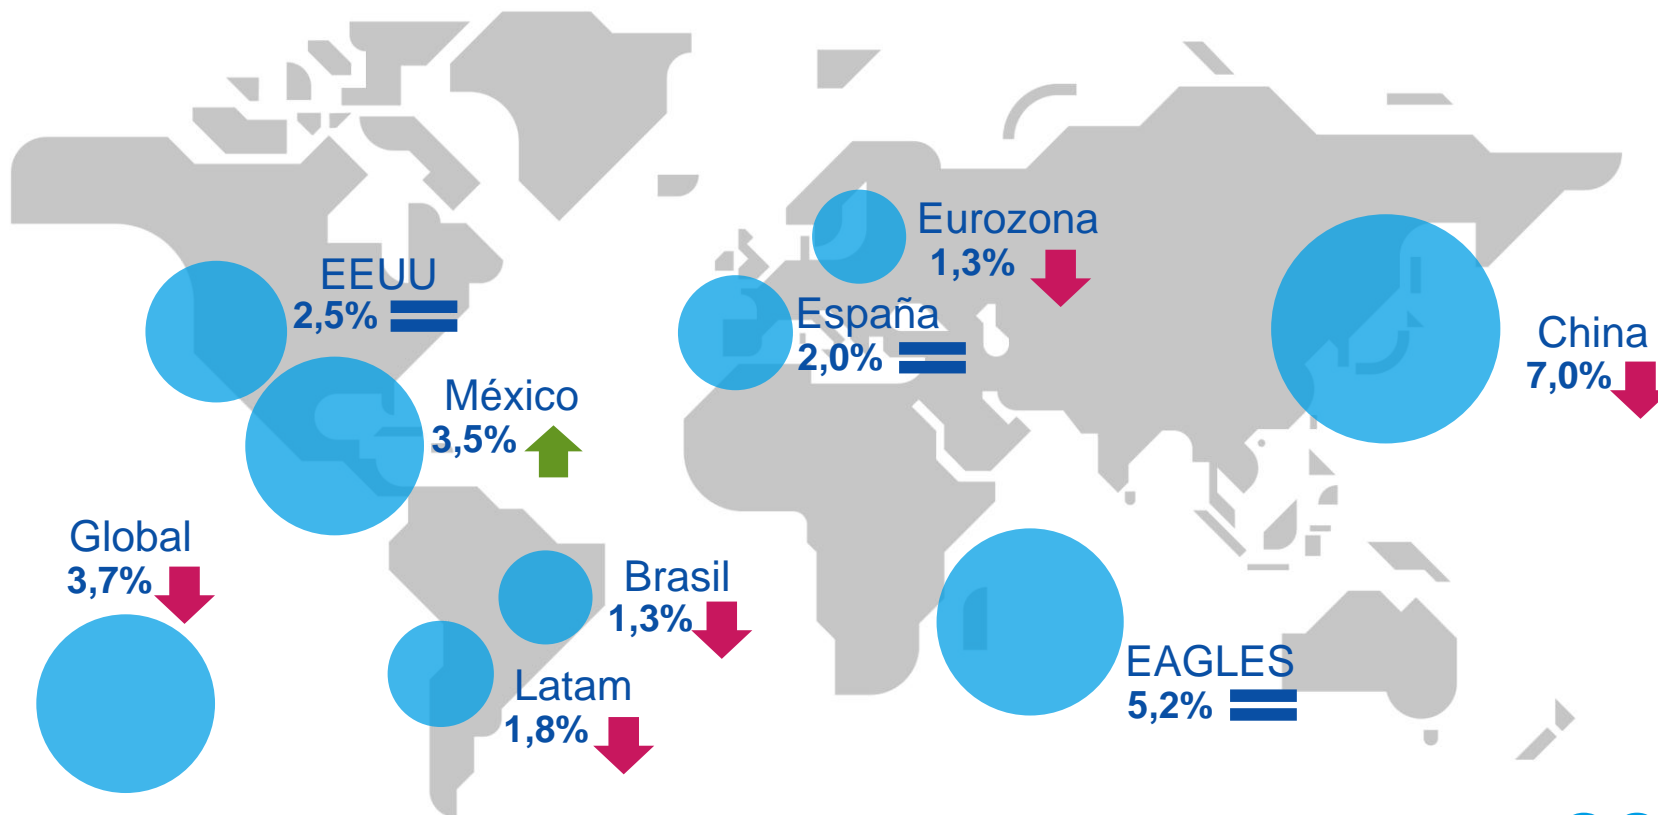 EEUU
2,5%
México
3,5%
Global
3,7%
Brasil
1,3%
Latam
1,8%
Eurozona
1,3%
España
2,0%
China
7,0%
EAGLES
5,2%